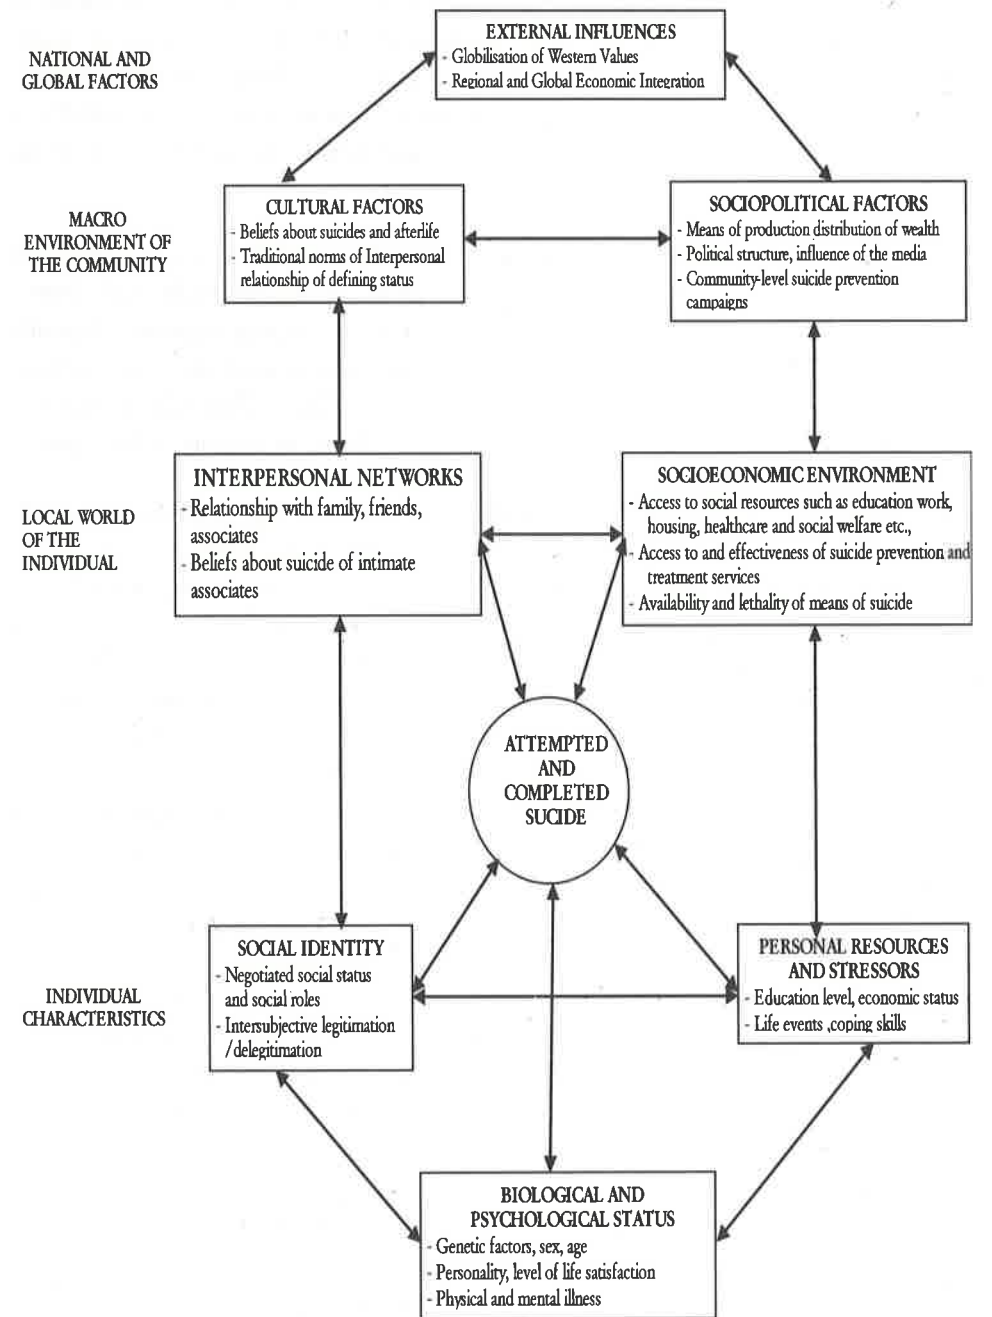 EXTERNAL INFLUENCES
- Globilisation of Western Values
- Regional and Global Economic Integration
NATIONAL AND
GLOBAL FACTORS
CULTURAL FACTORS
- Beliefs about suicides and afterlife
- Traditional norms of Interpersonal
relationship of defining status
SOCIOPOLITICAL FACTORS
- Means of production distribution of wealth
- Political structure, influence of the media
- Community-level suicide prevention
campaigns
MACRO
ENVIRONMENT OF
THE COMMUNITY
INTERPERSONAL NETWORKS
- Relationship with family, friends,
associates
- Beliefs about suicide of intimate
associates
SOCIOECONOMIC ENVIRONMENT
- Access to social resources such as education work,
housing, healthcare and social welfare etc.,
- Access to and effectiveness of suicide prevention and
treatment services
- Availability and lethality of means of suicide
LOCAL WORLD
OF THE
INDIVIDUAL
ATTEMPTED
AND
COMPLETED
SUCIDE
SOCIAL IDENTITY
- Negotiated social status
and social roles
- Intersubjective legitimation
/delegitimation
PERSONAL RESOURCES
AND STRESSORS
- Education level, economic status
- Life events ,coping skills
INDIVIDUAL
CHARACTERISTICS
BIOLOGICAL AND
PSYCHOLOGICAL STATUS
- Genetic factors, sex, age
- Personality, level of life satisfaction
- Physical and mental illness